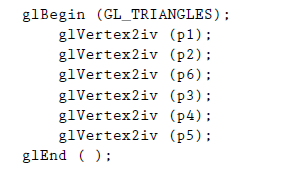 glBegin (GL_TRIANGLES);
glVertex2iv (p1);
glVertex2iv (p2);
glVertex2iv (p6);
glVertex2iv (p3);
glVertex2iv (p4);
glVertex2iv (p5);
glEnd ( );